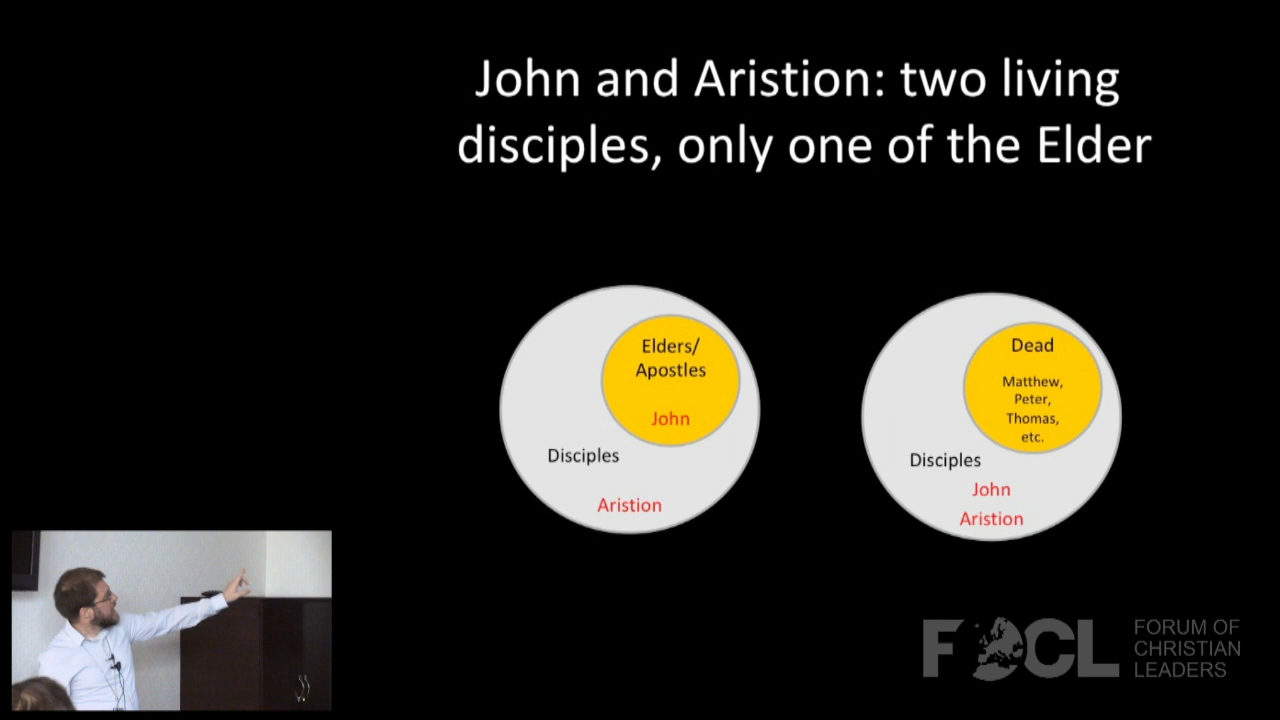 John and Aristion: two living
disciples, only one of the Elder
Elders/
Apostles
John
Disciples
Aristion
Dead
Matthew,
Peter,
Thomas,
etc.
Disciples
John
Aristion
FOCL
FORUM OF
CHRISTIAN
LEADERS